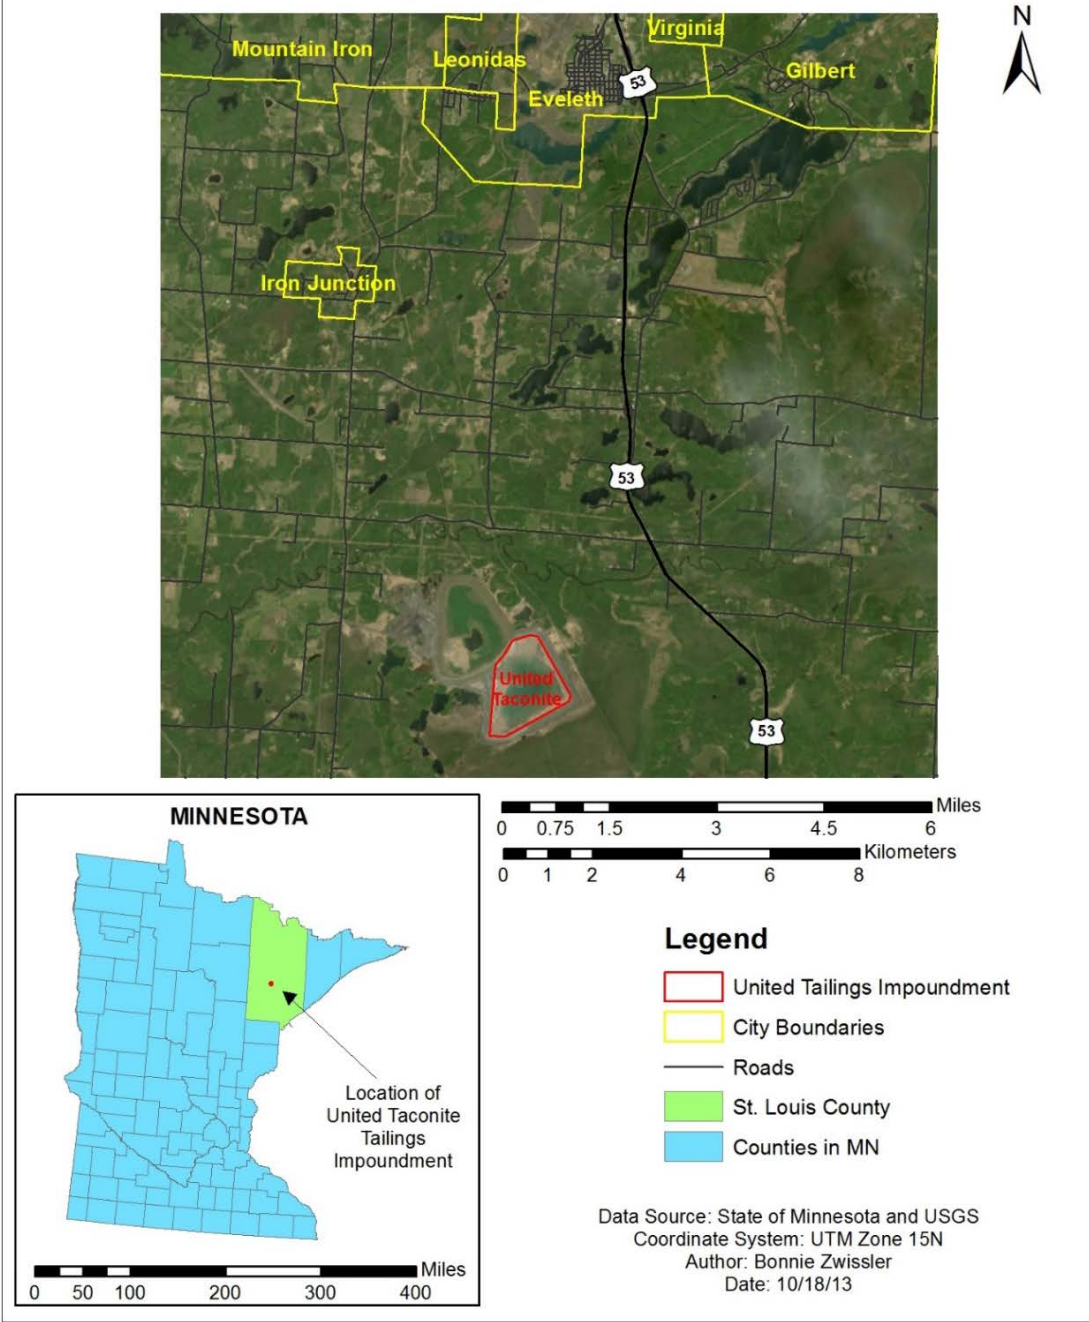 N
Virginia
Mountain Iron
Leonidas
Gilbert
53
Eveleth
Iron Junction
53
United
Taconite
53
MINNESOTA
Location of
United Taconite
Tailings
Impoundment
Miles
0 50 100 200 300 400
Miles
0 0.75 1.5 3 4.5 6
Kilometers
0 1 2 4 6 8
Legend
United Tailings Impoundment
City Boundaries
Roads
St. Louis County
Counties in MN
Data Source: State of Minnesota and USGS
Coordinate System: UTM Zone 15N
Author: Bonnie Zwissler
Date: 10/18/13